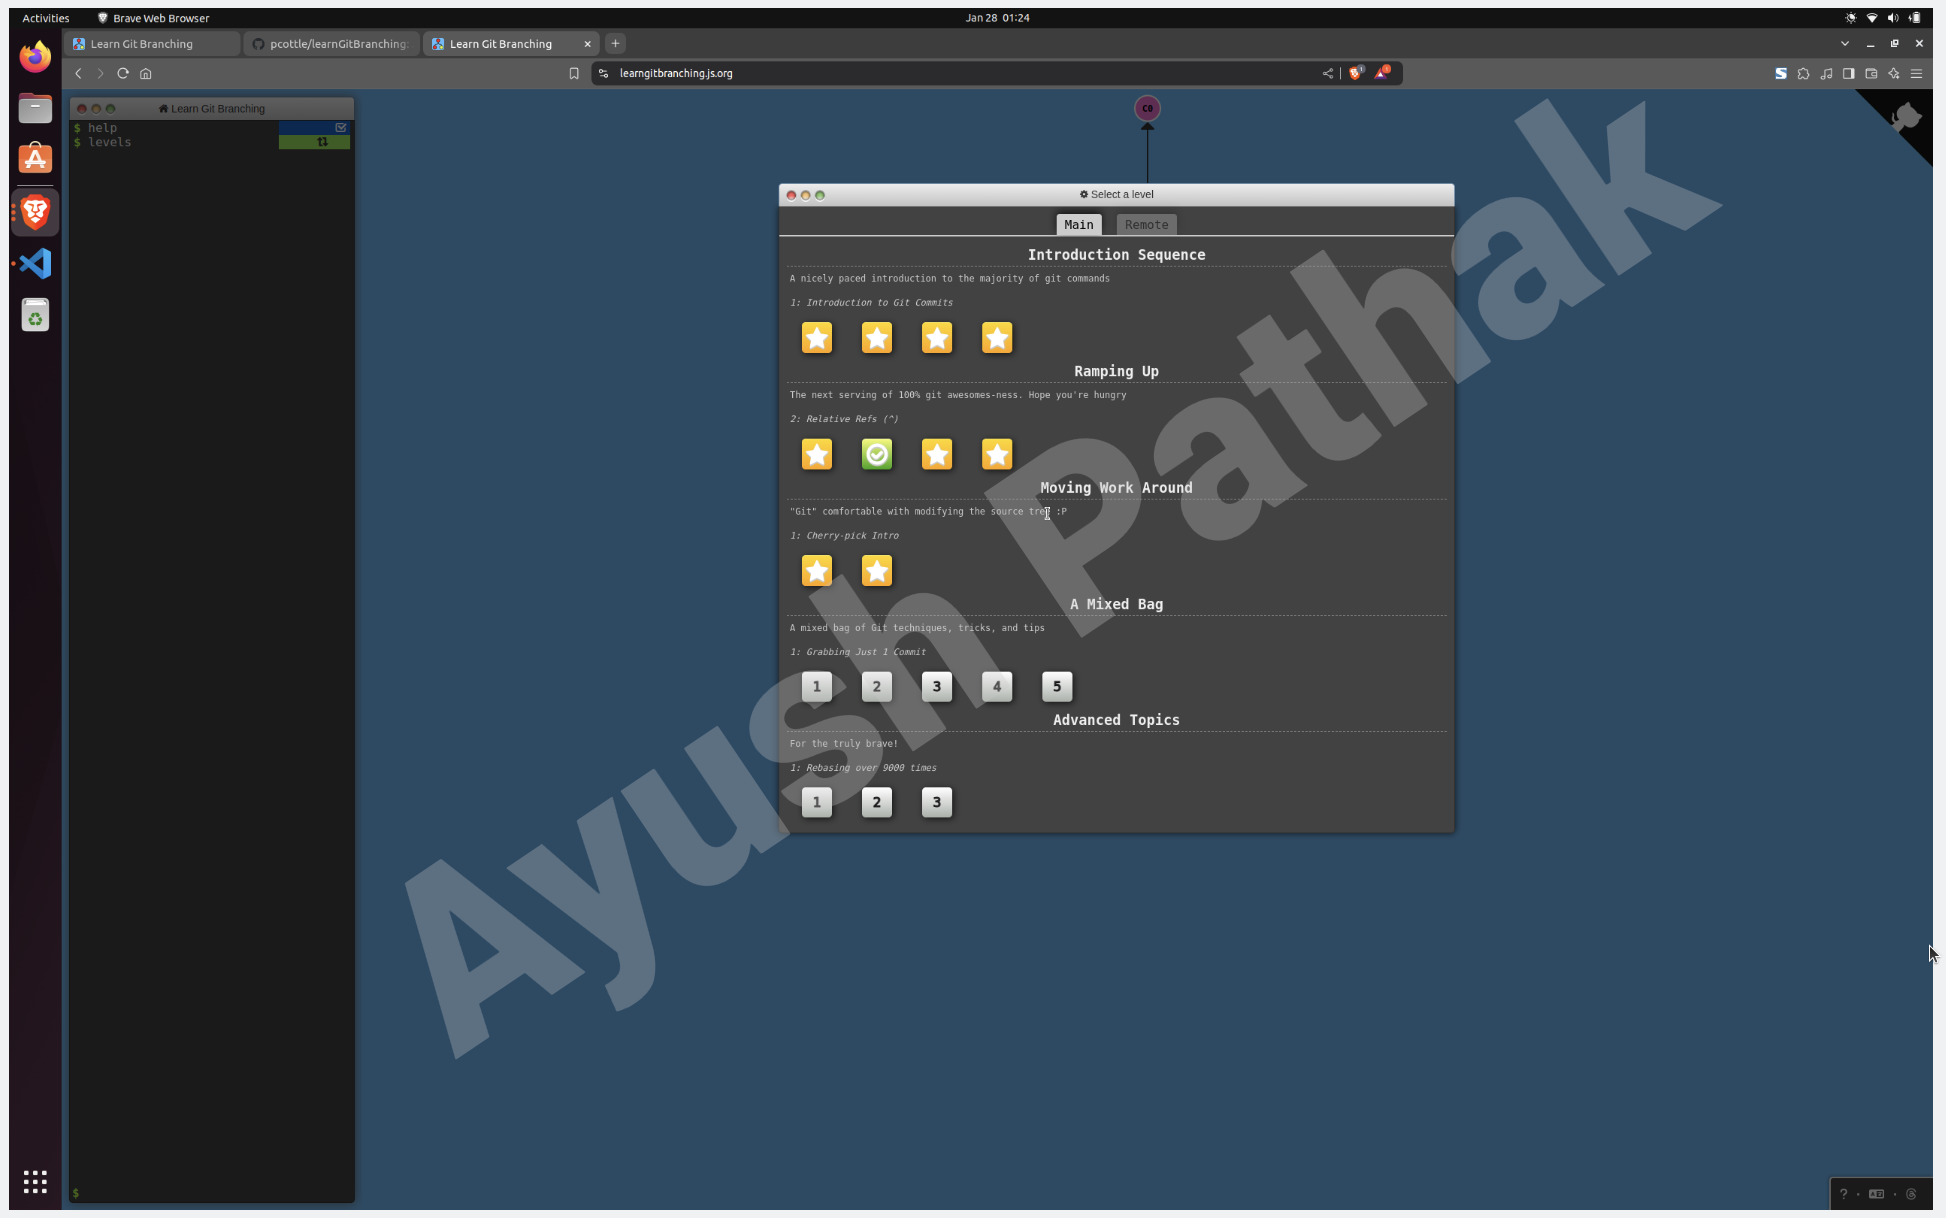 Activities
Brave Web Browser
Jan 28 01:24
Learn Git Branching
pcottle/learnGitBranching:
Learn Git Branching
learngitbranching.js.org
Learn Git Branching
$ help
$ levels
C0
Select a level
Main
Remote
Introduction Sequence
A nicely paced introduction to the majority of git commands
1: Introduction to Git Commits
Ramping Up
The next serving of 100% git awesomes-ness. Hope you're hungry
2: Relative Refs (^)
Moving Work Around
"Git" comfortable with modifying the source tree :P
1: Cherry-pick Intro
A Mixed Bag
A mixed bag of Git techniques, tricks, and tips
1: Grabbing Just 1 Commit
1 2 3 4 5
Advanced Topics
For the truly brave!
1: Rebasing over 9000 times
1 2 3
Ayush Pathak
$
?